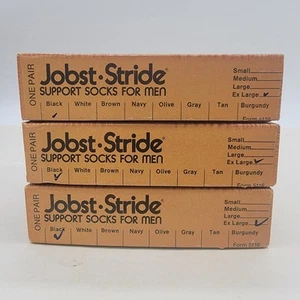 ONE PAIR
Jobst·Stride®
SUPPORT SOCKS FOR MEN
Small
Medium
Large
Ex Large ✓
Black White Brown Navy Olive Gray Tan Burgundy
✓
ONE PAIR
Jobst·Stride®
SUPPORT SOCKS FOR MEN
Small
Medium
Large
Ex Large ✓
Black White Brown Navy Olive Gray Tan Burgundy
✓
ONE PAIR
Jobst·Stride®
SUPPORT SOCKS FOR MEN
Small
Medium
Large
Ex Large ✓
Black White Brown Navy Olive Gray Tan Burgundy
✓